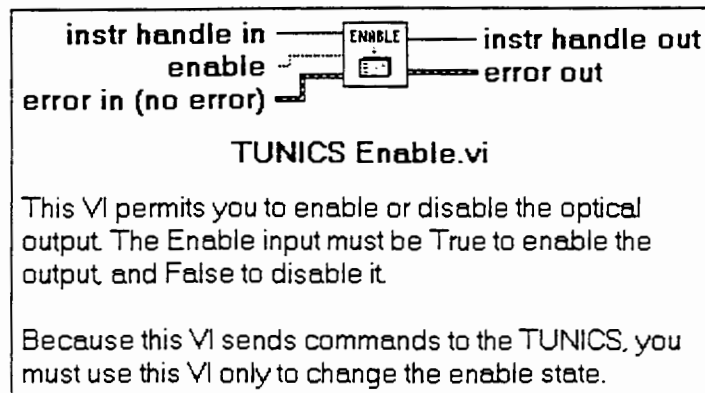 instr handle in
ENABLE
instr handle out
enable
error in (no error)
error out
TUNICS Enable.vi
This VI permits you to enable or disable the optical
output. The Enable input must be True to enable the
output, and False to disable it.
Because this VI sends commands to the TUNICS, you
must use this VI only to change the enable state.